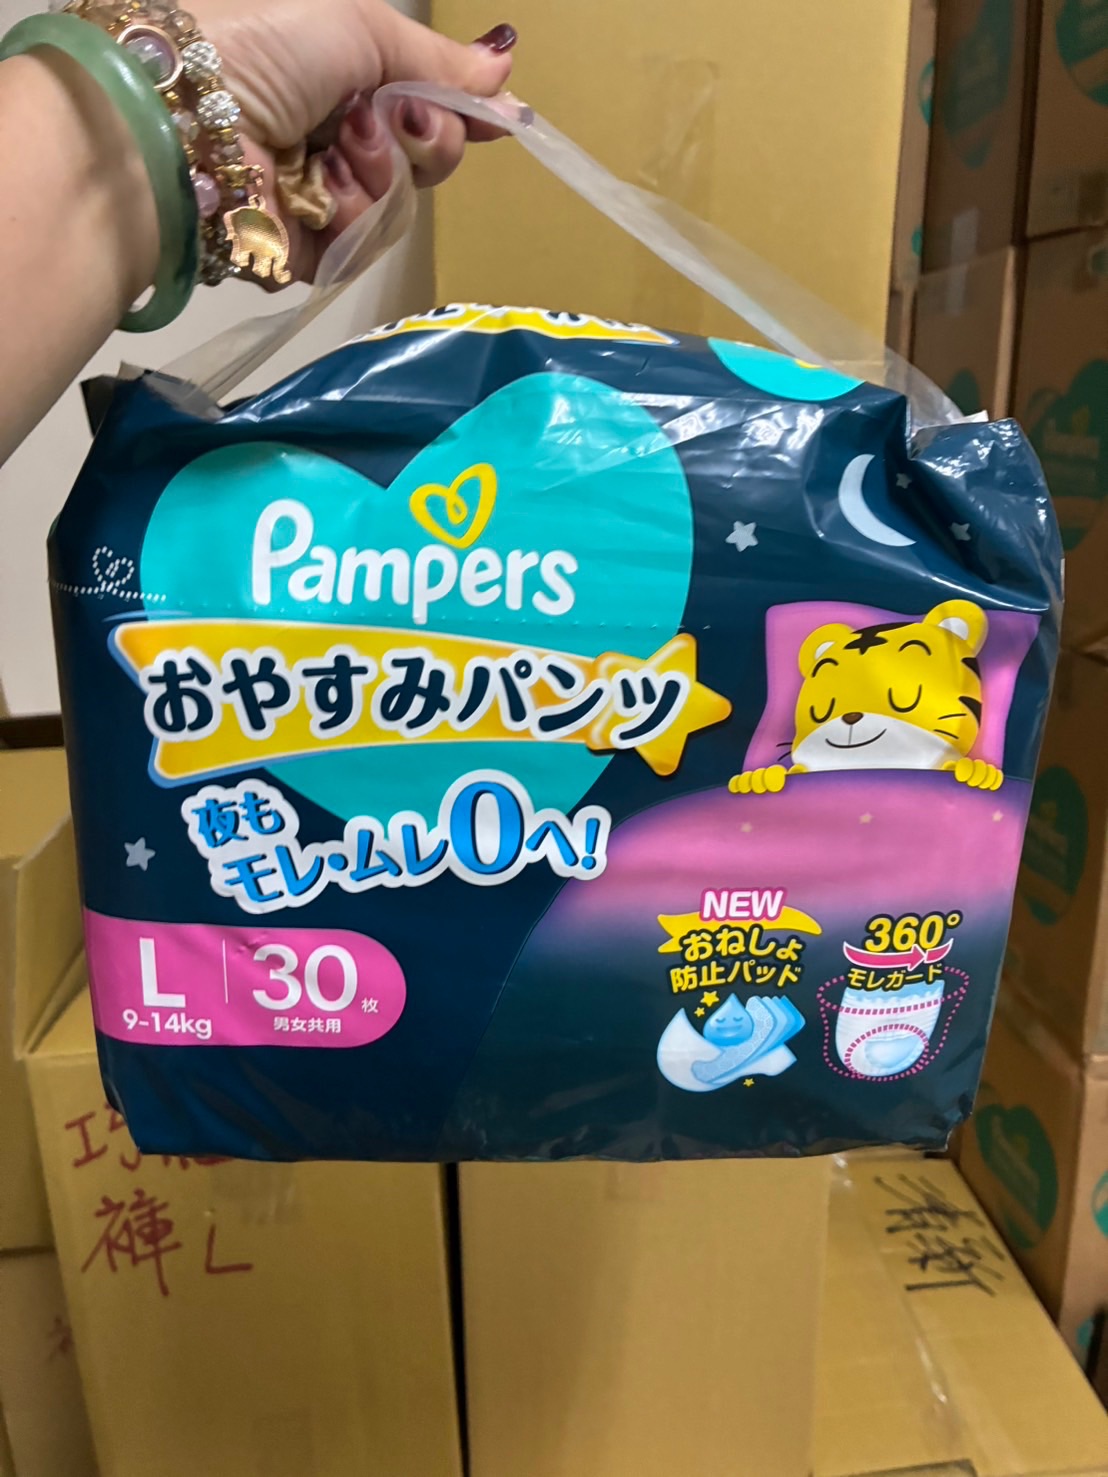 Pampers
おやすみパンツ
夜も
モレ・ムレ0へ!
L
9-14kg
30枚
男女共用
NEW
おねしょ
防止パッド
360°
モレガード
褲L